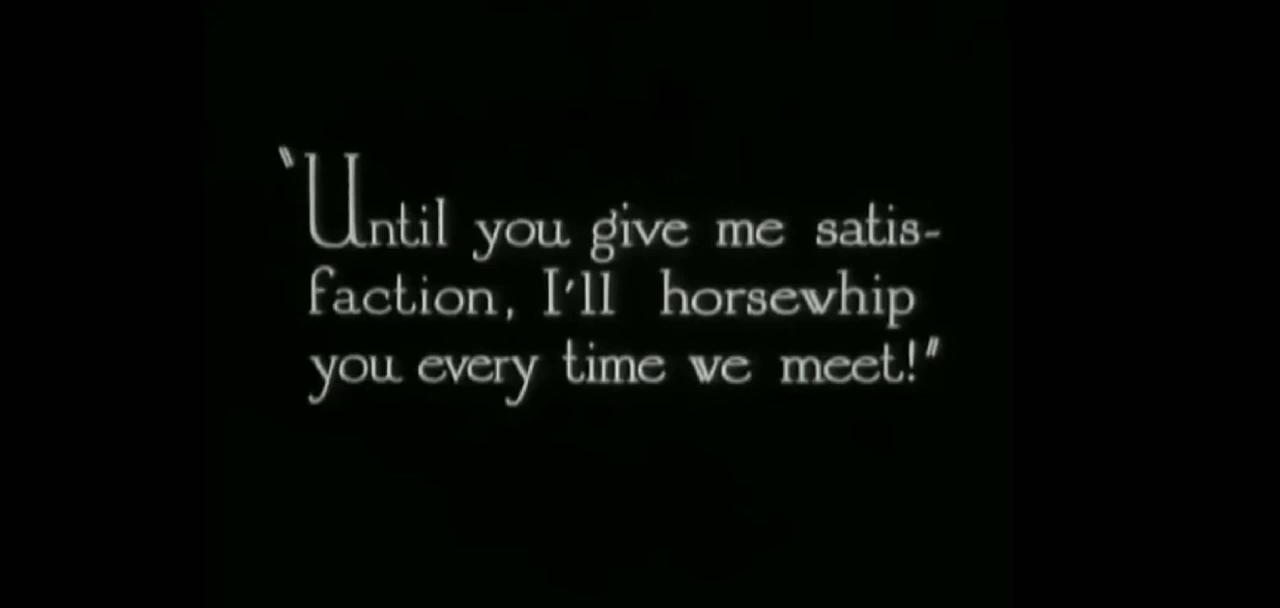 "Until you give me satis-
faction, I'll horsewhip
you every time we meet!"